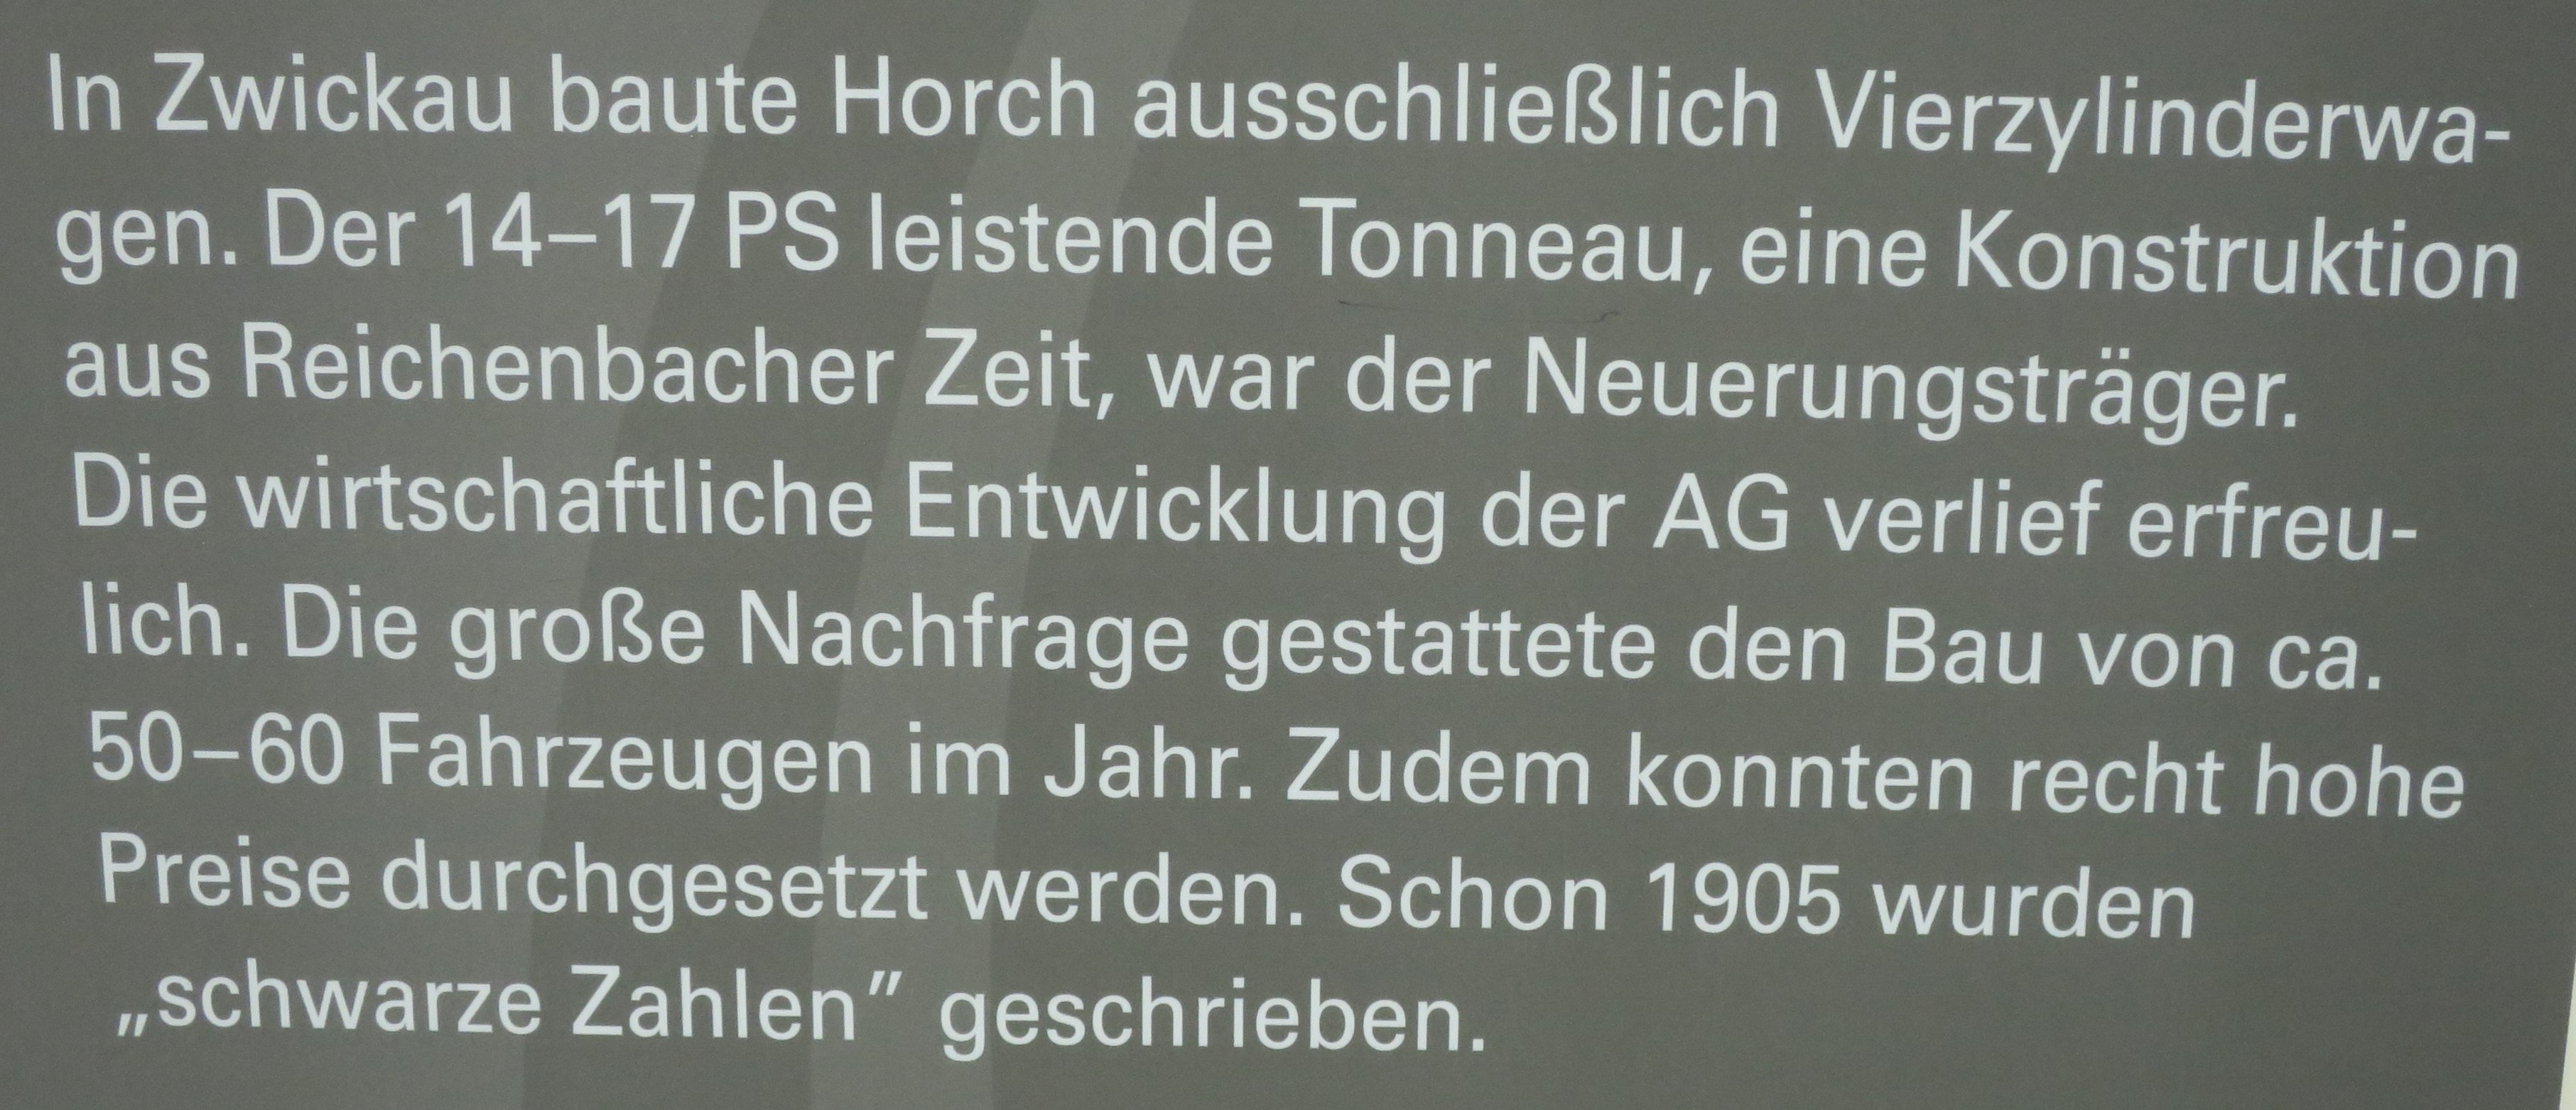 In Zwickau baute Horch ausschließlich Vierzylinderwa-
gen. Der 14–17 PS leistende Tonneau, eine Konstruktion
aus Reichenbacher Zeit, war der Neuerungsträger.
Die wirtschaftliche Entwicklung der AG verlief erfreu-
lich. Die große Nachfrage gestattete den Bau von ca.
50–60 Fahrzeugen im Jahr. Zudem konnten recht hohe
Preise durchgesetzt werden. Schon 1905 wurden
„schwarze Zahlen” geschrieben.